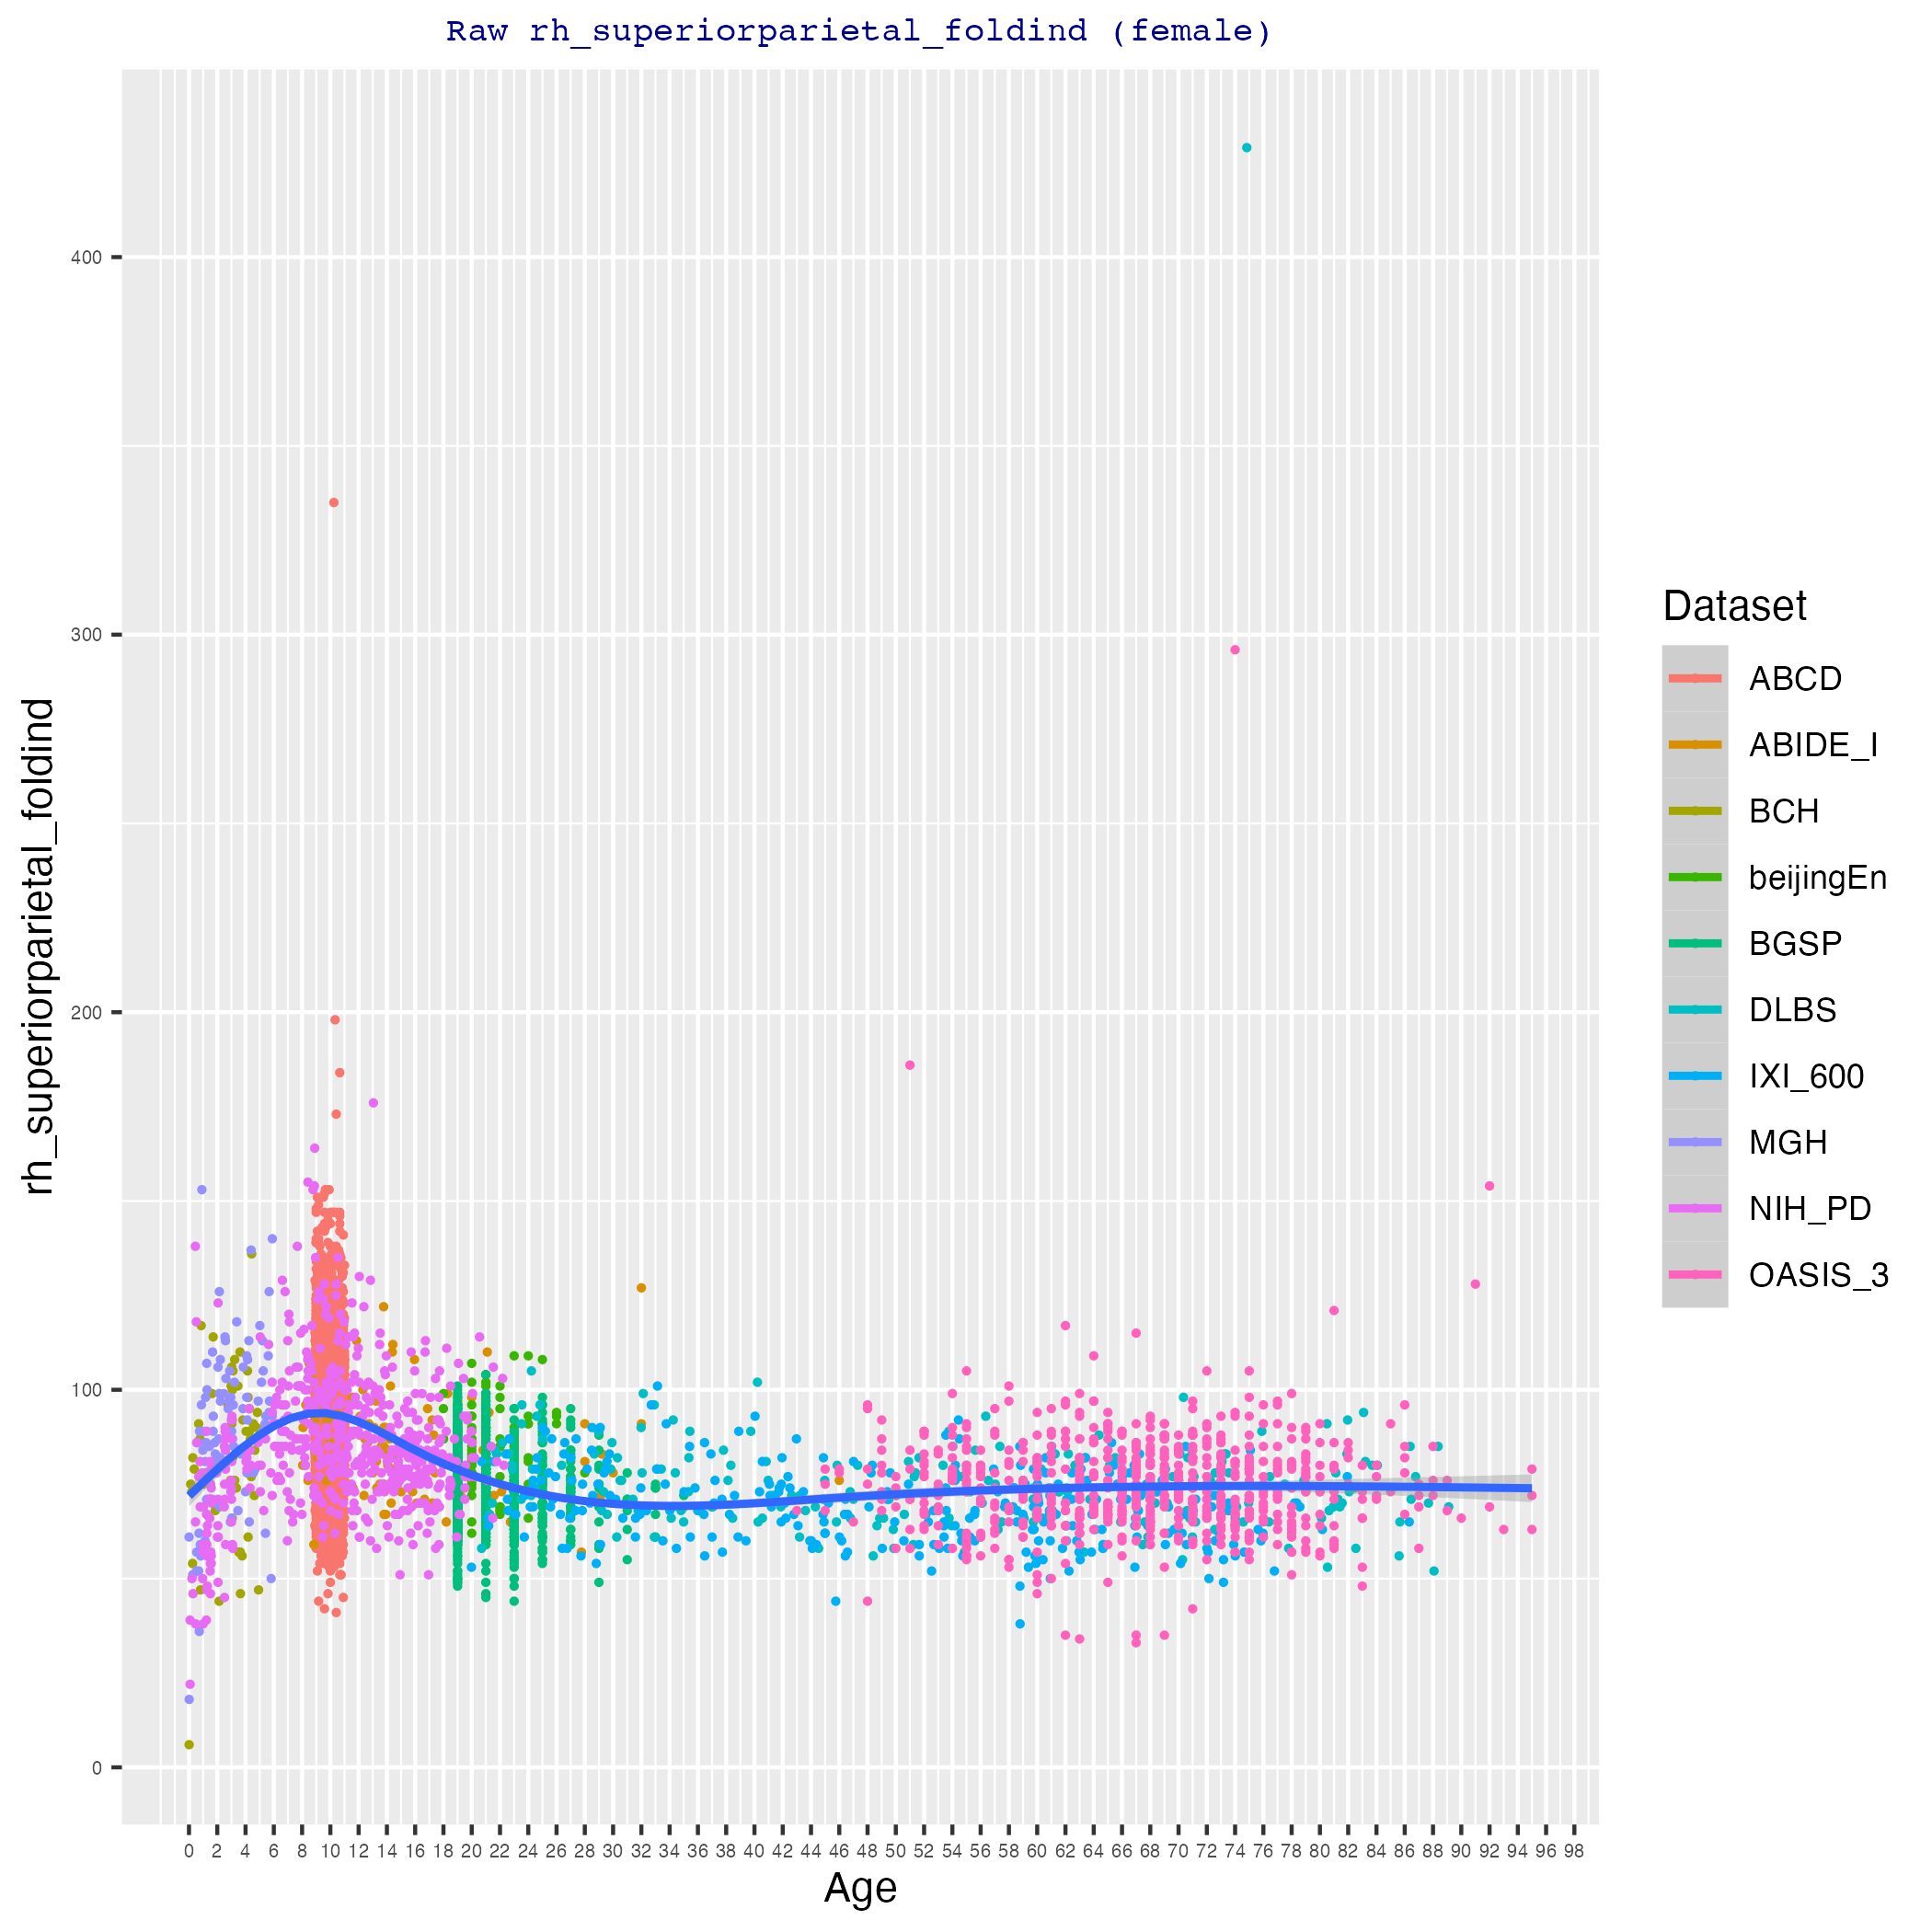 Raw rh_superiorparietal_foldind (female)
rh_superiorparietal_foldind
400
300
200
100
0
0 2 4 6 8 10 12 14 16 18 20 22 24 26 28 30 32 34 36 38 40 42 44 46 48 50 52 54 56 58 60 62 64 66 68 70 72 74 76 78 80 82 84 86 88 90 92 94 96 98
Age
Dataset
ABCD
ABIDE_I
BCH
beijingEn
BGSP
DLBS
IXI_600
MGH
NIH_PD
OASIS_3